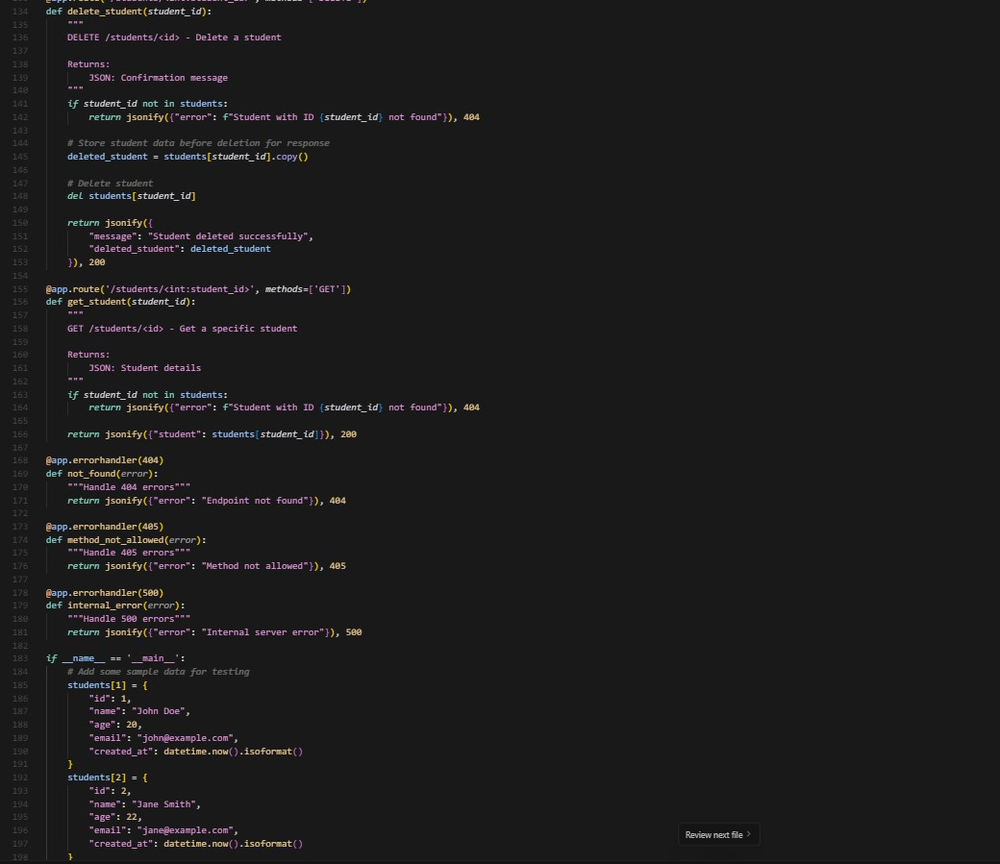 134 def delete_student(student_id):
135     """
136     DELETE /students/<id> - Delete a student
137
138     Returns:
139         JSON: Confirmation message
140     """
141     if student_id not in students:
142         return jsonify({"error": f"Student with ID {student_id} not found"}), 404
143
144     # Store student data before deletion for response
145     deleted_student = students[student_id].copy()
146
147     # Delete student
148     del students[student_id]
149
150     return jsonify({
151         "message": "Student deleted successfully",
152         "deleted_student": deleted_student
153     }), 200
154
155 @app.route('/students/<int:student_id>', methods=['GET'])
156 def get_student(student_id):
157     """
158     GET /students/<id> - Get a specific student
159
160     Returns:
161         JSON: Student details
162     """
163     if student_id not in students:
164         return jsonify({"error": f"Student with ID {student_id} not found"}), 404
165
166     return jsonify({"student": students[student_id]}), 200
167
168 @app.errorhandler(404)
169 def not_found(error):
170     """Handle 404 errors"""
171     return jsonify({"error": "Endpoint not found"}), 404
172
173 @app.errorhandler(405)
174 def method_not_allowed(error):
175     """Handle 405 errors"""
176     return jsonify({"error": "Method not allowed"}), 405
177
178 @app.errorhandler(500)
179 def internal_error(error):
180     """Handle 500 errors"""
181     return jsonify({"error": "Internal server error"}), 500
182
183 if __name__ == '__main__':
184     # Add some sample data for testing
185     students[1] = {
186         "id": 1,
187         "name": "John Doe",
188         "age": 20,
189         "email": "john@example.com",
190         "created_at": datetime.now().isoformat()
191     }
192     students[2] = {
193         "id": 2,
194         "name": "Jane Smith",
195         "age": 22,
196         "email": "jane@example.com",
Review next file >
197         "created_at": datetime.now().isoformat()
198     }